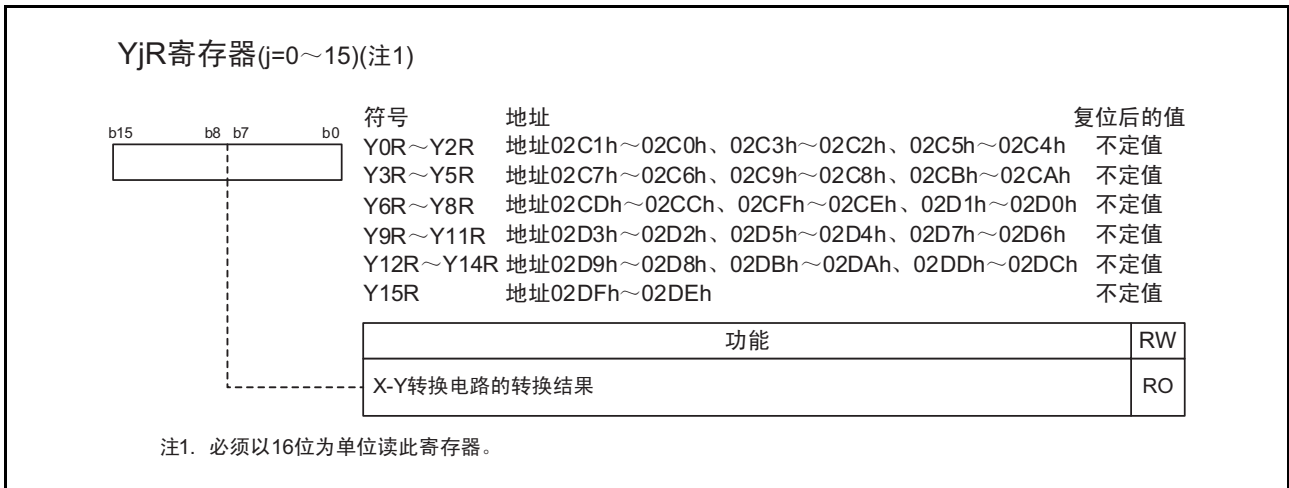 YjR寄存器(j=0～15)(注1)
符号 地址 复位后的值
b15 b8 b7 b0
Y0R～Y2R 地址02C1h～02C0h、02C3h～02C2h、02C5h～02C4h 不定值
Y3R～Y5R 地址02C7h～02C6h、02C9h～02C8h、02CBh～02CAh 不定值
Y6R～Y8R 地址02CDh～02CCh、02CFh～02CEh、02D1h～02D0h 不定值
Y9R～Y11R 地址02D3h～02D2h、02D5h～02D4h、02D7h～02D6h 不定值
Y12R～Y14R 地址02D9h～02D8h、02DBh～02DAh、02DDh～02DCh 不定值
Y15R 地址02DFh～02DEh 不定值
功能 RW
X-Y转换电路的转换结果 RO
注1. 必须以16位为单位读此寄存器。